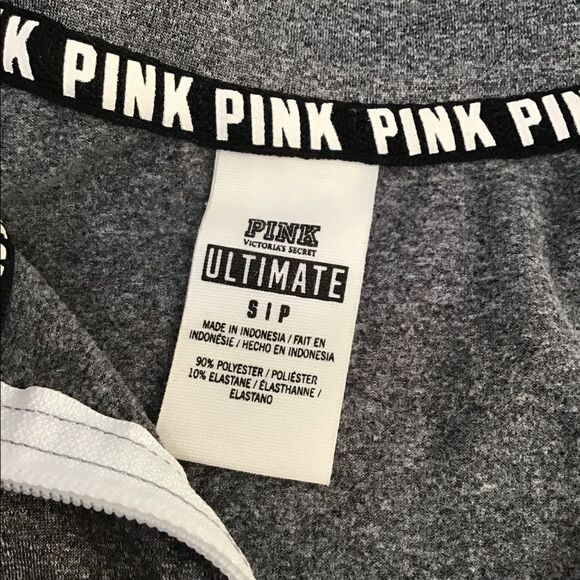 K PINK PINK PINK PIN
PINK
VICTORIA'S SECRET
ULTIMATE
S | P
MADE IN INDONESIA / FAIT EN
INDONÉSIE / HECHO EN INDONESIA
90% POLYESTER / POLIÉSTER
10% ELASTANE / ÉLASTHANNE /
ELASTANO